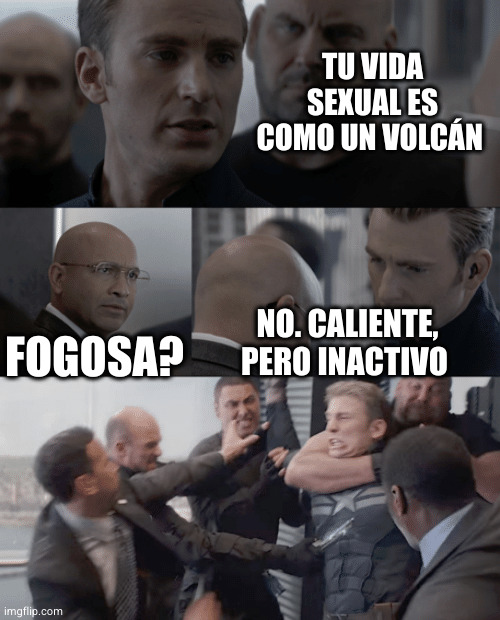 TU VIDA
SEXUAL ES
COMO UN VOLCÁN
FOGOSA?
NO. CALIENTE,
PERO INACTIVO
imgflip.com